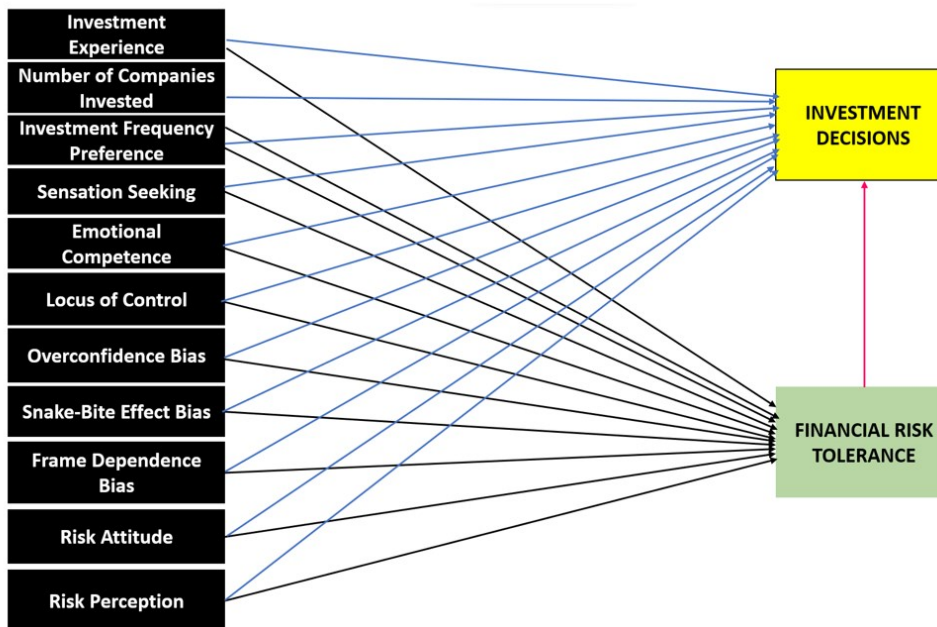 Investment
Experience
Number of Companies
Invested
Investment Frequency
Preference
Sensation Seeking
Emotional
Competence
Locus of Control
Overconfidence Bias
Snake-Bite Effect Bias
Frame Dependence
Bias
Risk Attitude
Risk Perception
INVESTMENT
DECISIONS
FINANCIAL RISK
TOLERANCE